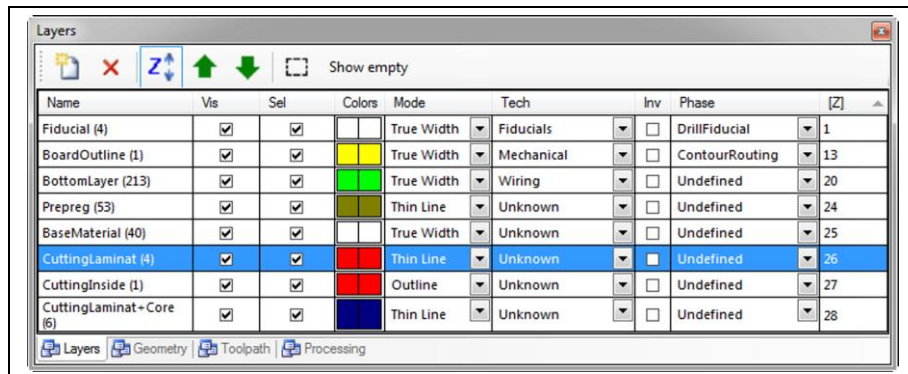 Layers
Show empty
Name Vis Sel Colors Mode Tech Inv Phase [Z]
Fiducial (4) True Width Fiducials DrillFiducial 1
BoardOutline (1) True Width Mechanical ContourRouting 13
BottomLayer (213) True Width Wiring Undefined 20
Prepreg (53) Thin Line Unknown Undefined 24
BaseMaterial (40) True Width Unknown Undefined 25
CuttingLaminat (4) Thin Line Unknown Undefined 26
CuttingInside (1) Outline Unknown Undefined 27
CuttingLaminat+Core
(6) Thin Line Unknown Undefined 28
Layers Geometry Toolpath Processing